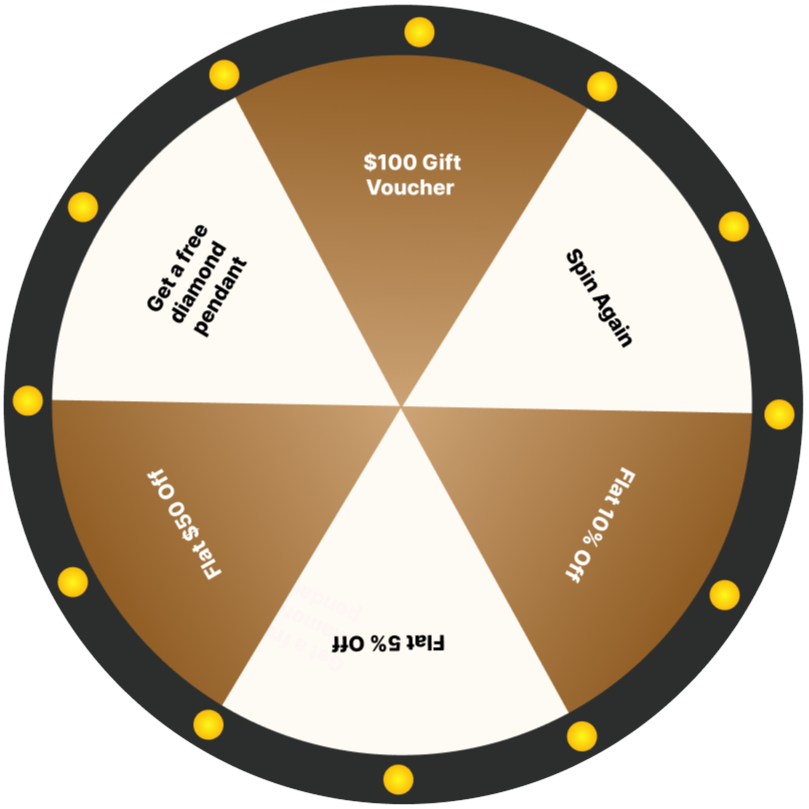 $100 Gift
Voucher
Spin Again
Flat 10% Off
Flat 5% Off
Flat $50 Off
Get a free
diamond
pendant